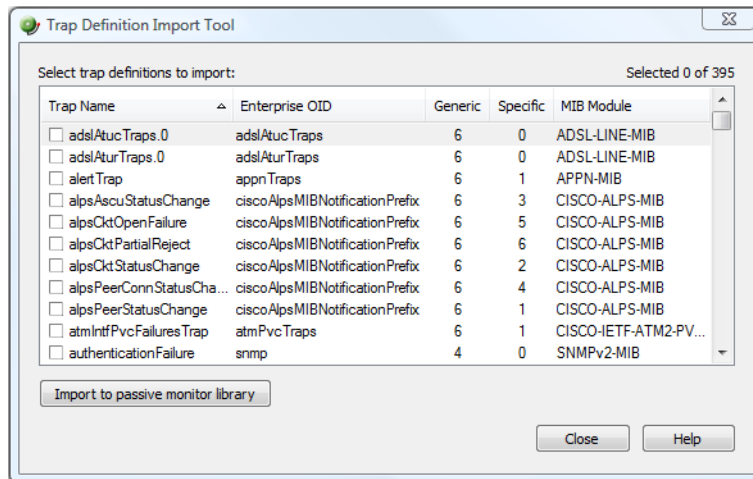 Trap Definition Import Tool
Select trap definitions to import: Selected 0 of 395
Trap Name Enterprise OID Generic Specific MIB Module
adslAtucTraps.0 adslAtucTraps 6 0 ADSL-LINE-MIB
adslAturTraps.0 adslAturTraps 6 0 ADSL-LINE-MIB
alertTrap appnTraps 6 1 APPN-MIB
alpsAscuStatusChange ciscoAlpsMIBNotificationPrefix 6 3 CISCO-ALPS-MIB
alpsCktOpenFailure ciscoAlpsMIBNotificationPrefix 6 5 CISCO-ALPS-MIB
alpsCktPartialReject ciscoAlpsMIBNotificationPrefix 6 6 CISCO-ALPS-MIB
alpsCktStatusChange ciscoAlpsMIBNotificationPrefix 6 2 CISCO-ALPS-MIB
alpsPeerConnStatusCha... ciscoAlpsMIBNotificationPrefix 6 4 CISCO-ALPS-MIB
alpsPeerStatusChange ciscoAlpsMIBNotificationPrefix 6 1 CISCO-ALPS-MIB
atmIntfPvcFailuresTrap atmPvcTraps 6 1 CISCO-IETF-ATM2-PV...
authenticationFailure snmp 4 0 SNMPv2-MIB
Import to passive monitor library
Close Help